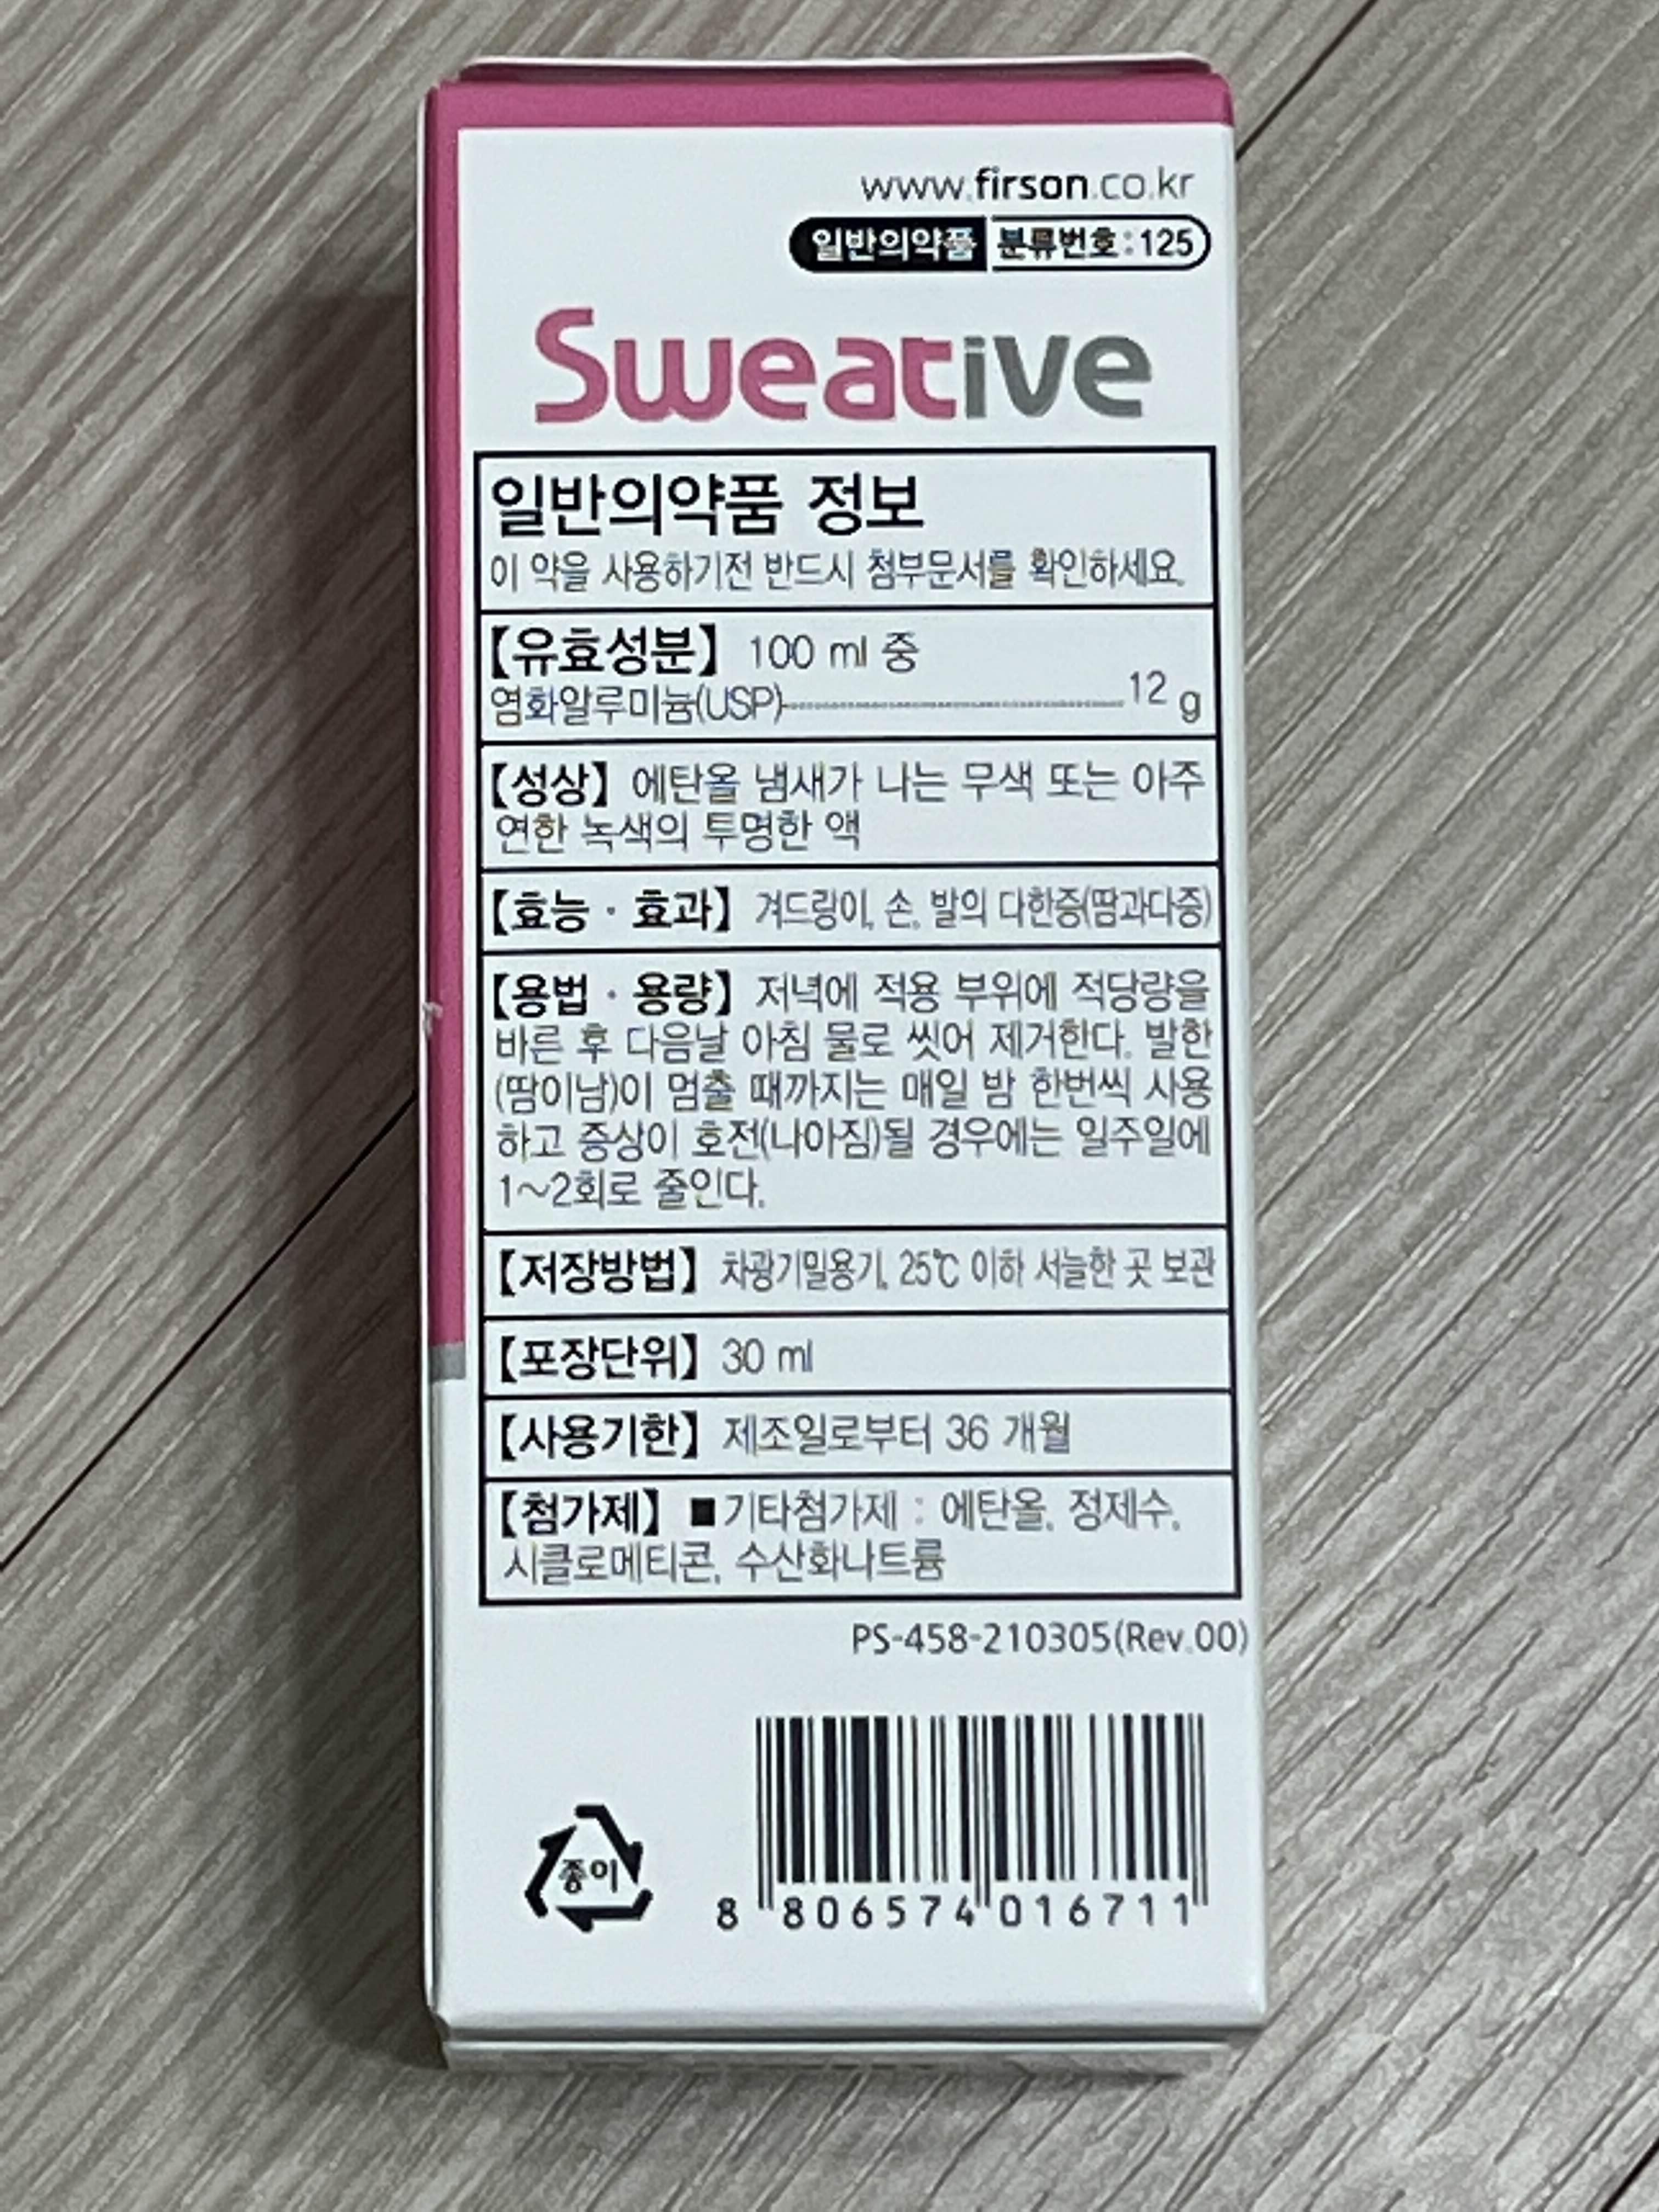 www.firson.co.kr
일반의약품 분류번호:125
Sweative
일반의약품 정보
이 약을 사용하기전 반드시 첨부문서를 확인하세요.
【유효성분】 100 ml 중
염화알루미늄(USP)┈┈┈┈┈┈┈┈┈┈12 g
【성상】 에탄올 냄새가 나는 무색 또는 아주
연한 녹색의 투명한 액
【효능·효과】 겨드랑이, 손, 발의 다한증(땀과다증)
【용법·용량】 저녁에 적용 부위에 적당량을
바른 후 다음날 아침 물로 씻어 제거한다. 발한
(땀이남)이 멈출 때까지는 매일 밤 한번씩 사용
하고 증상이 호전(나아짐)될 경우에는 일주일에
1~2회로 줄인다.
【저장방법】 차광기밀용기, 25℃ 이하 서늘한 곳 보관
【포장단위】 30 ml
【사용기한】 제조일로부터 36 개월
【첨가제】 ■기타첨가제 : 에탄올, 정제수,
시클로메티콘, 수산화나트륨
PS-458-210305(Rev.00)
종이
8 806574 016711